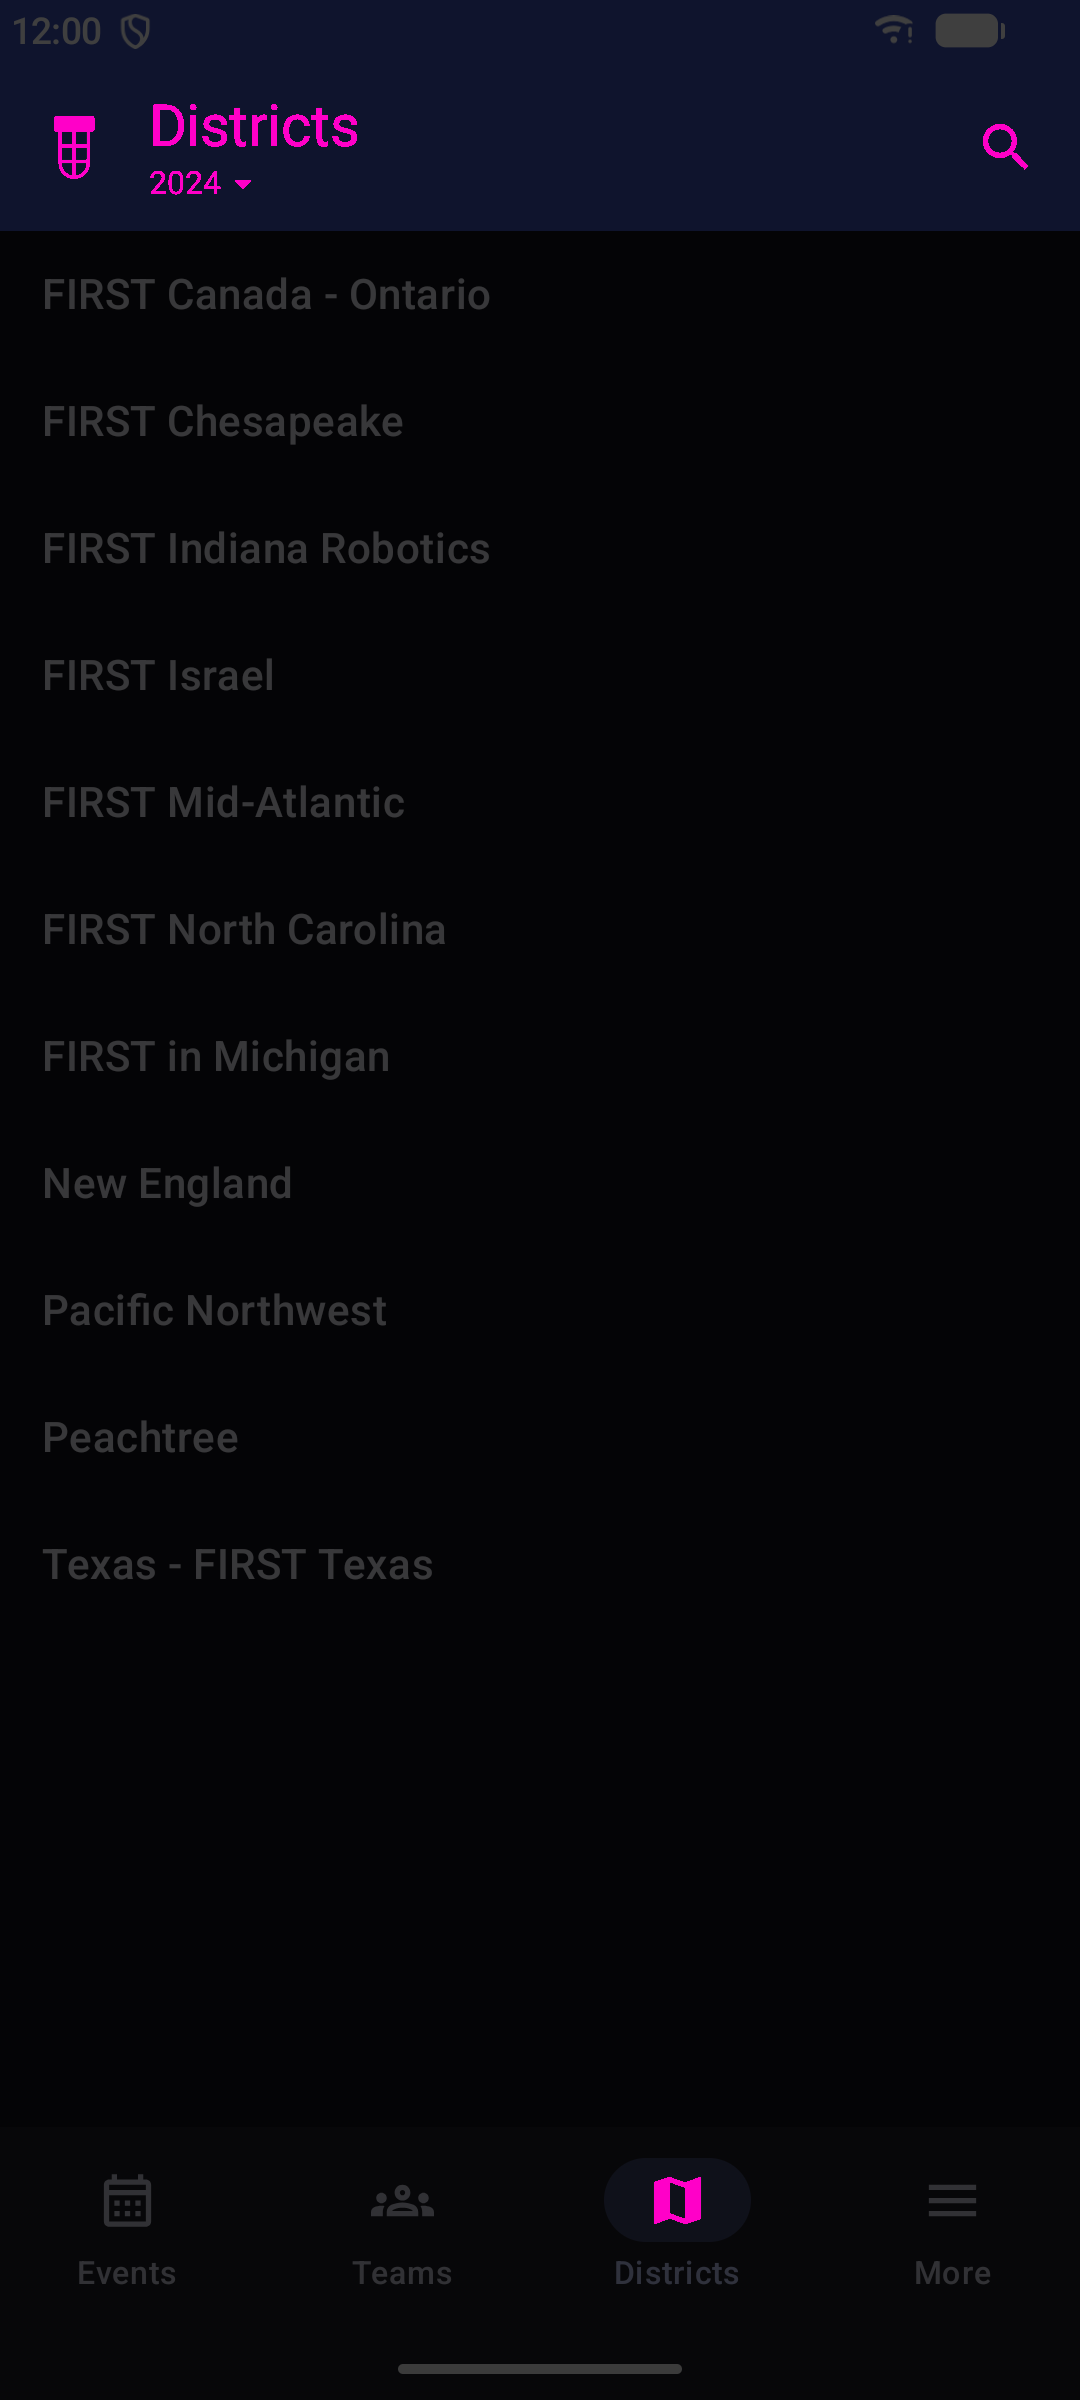 12:00
Districts
2024
FIRST Canada - Ontario
FIRST Chesapeake
FIRST Indiana Robotics
FIRST Israel
FIRST Mid-Atlantic
FIRST North Carolina
FIRST in Michigan
New England
Pacific Northwest
Peachtree
Texas - FIRST Texas
Events
Teams
Districts
More